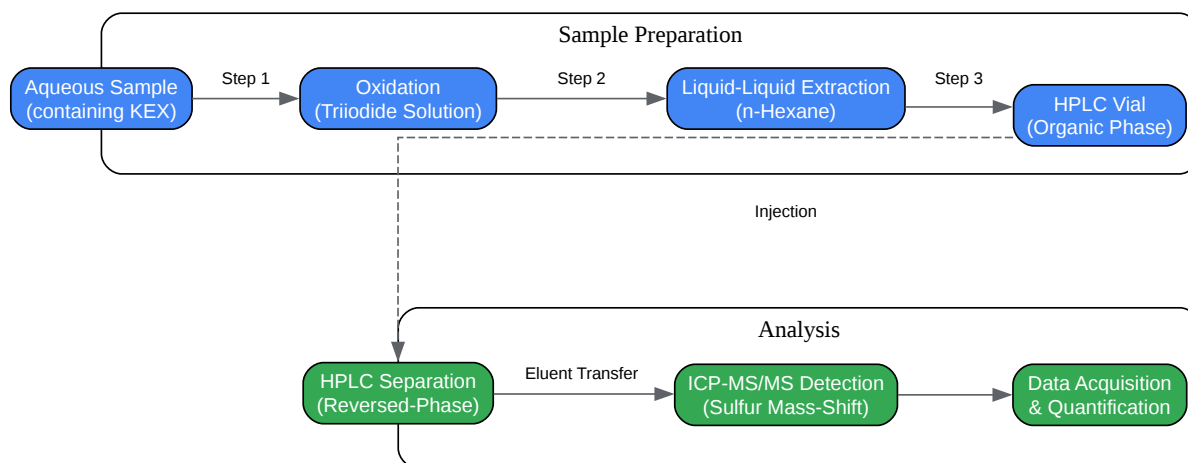 Sample Preparation
Aqueous Sample
(containing KEX)
Step 1
Oxidation
(Triiodide Solution)
Step 2
Liquid-Liquid Extraction
(n-Hexane)
Step 3
HPLC Vial
(Organic Phase)
Injection
Analysis
HPLC Separation
(Reversed-Phase)
Eluent Transfer
ICP-MS/MS Detection
(Sulfur Mass-Shift)
Data Acquisition
& Quantification